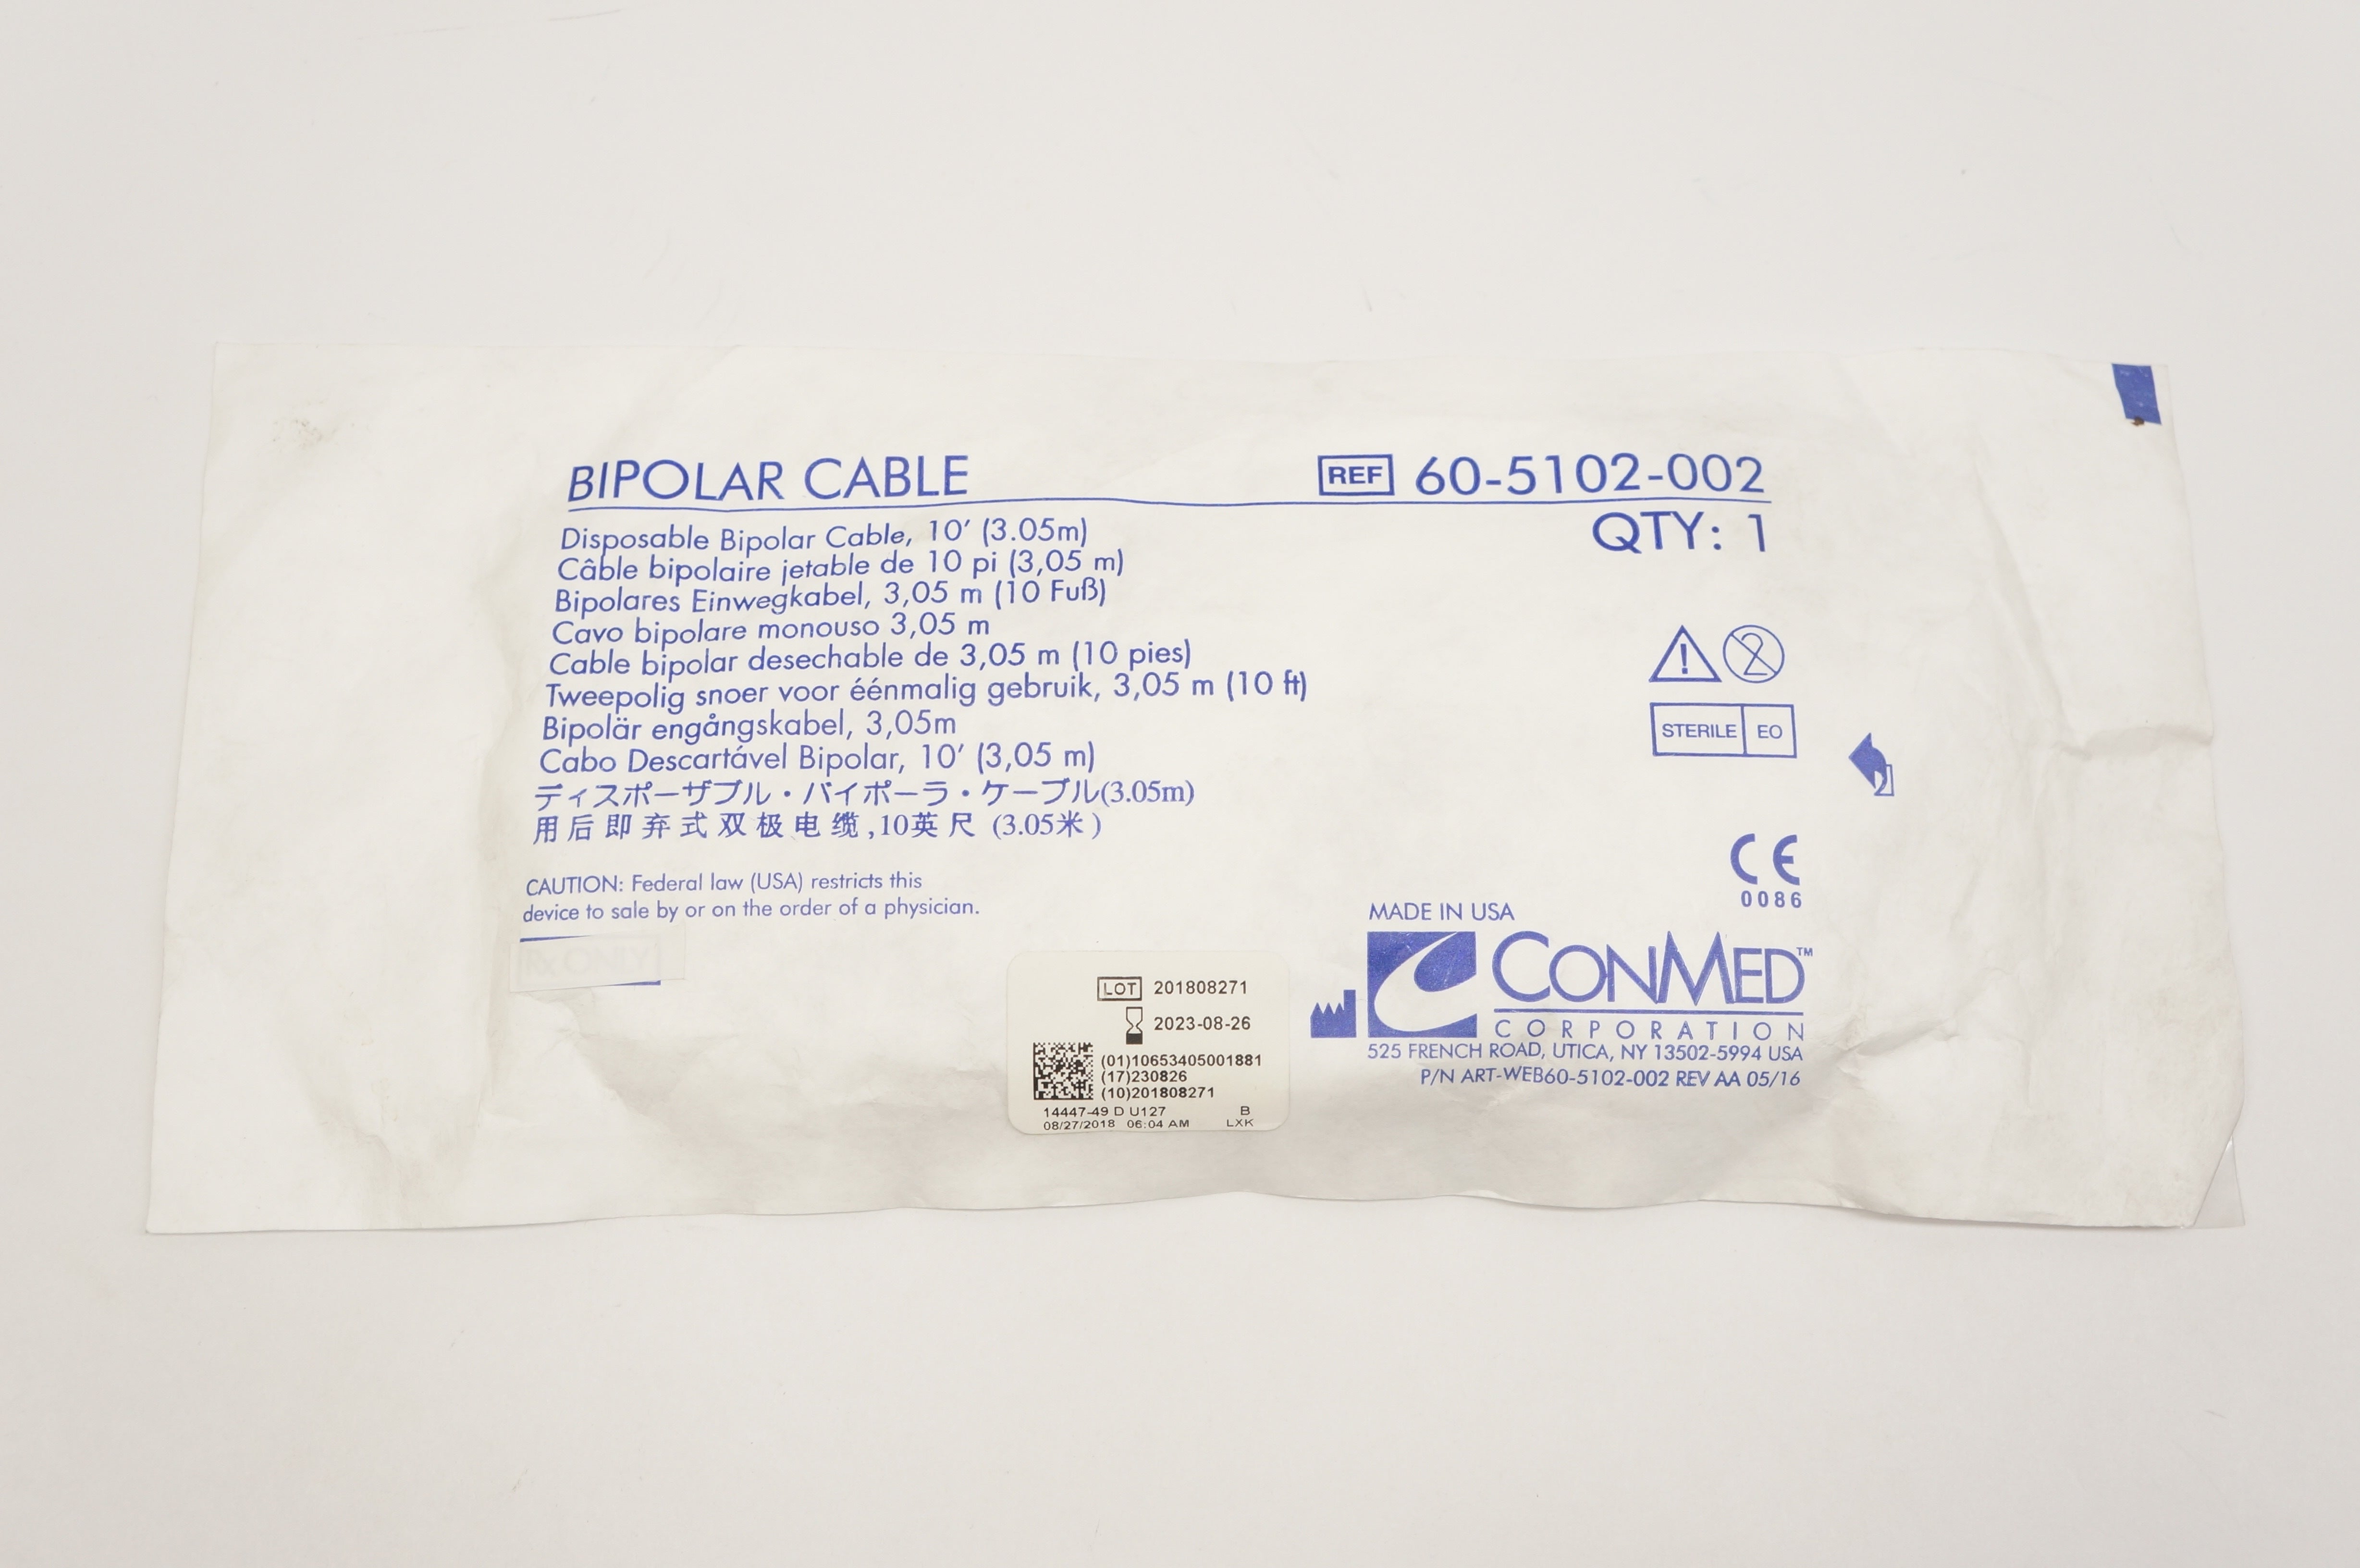 BIPOLAR CABLE
REF 60-5102-002
QTY: 1
Disposable Bipolar Cable, 10' (3.05m)
Câble bipolaire jetable de 10 pi (3,05 m)
Bipolares Einwegkabel, 3,05 m (10 Fuß)
Cavo bipolare monouso 3,05 m
Cable bipolar desechable de 3,05 m (10 pies)
Tweepolig snoer voor éénmalig gebruik, 3,05 m (10 ft)
Bipolär engångskabel, 3,05m
Cabo Descartável Bipolar, 10' (3,05 m)
ディスポーザブル・バイポーラ・ケーブル(3.05m)
用后即弃式双极电缆,10英尺 (3.05米)
CAUTION: Federal law (USA) restricts this
device to sale by or on the order of a physician.
2
STERILE EO
CE
0086
MADE IN USA
CONMED™
CORPORATION
525 FRENCH ROAD, UTICA, NY 13502-5994 USA
P/N ART-WEB60-5102-002 REV AA 05/16
LOT 201808271
2023-08-26
(01)10653405001881
(17)230826
(10)201808271
14447-49 D U127 B
08/27/2018 06:04 AM LXK